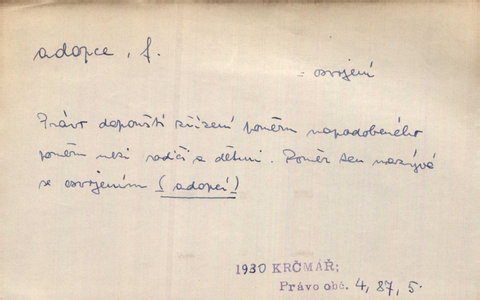 adopce, f.
= osvojení
Právo dopouští zřízení poměru napodobeného
poměru mezi rodiči a dětmi. Poměr ten nazývá
se osvojením (adopcí)
1930 KRČMÁŘ;
Právo obč. 4, 87, 5.